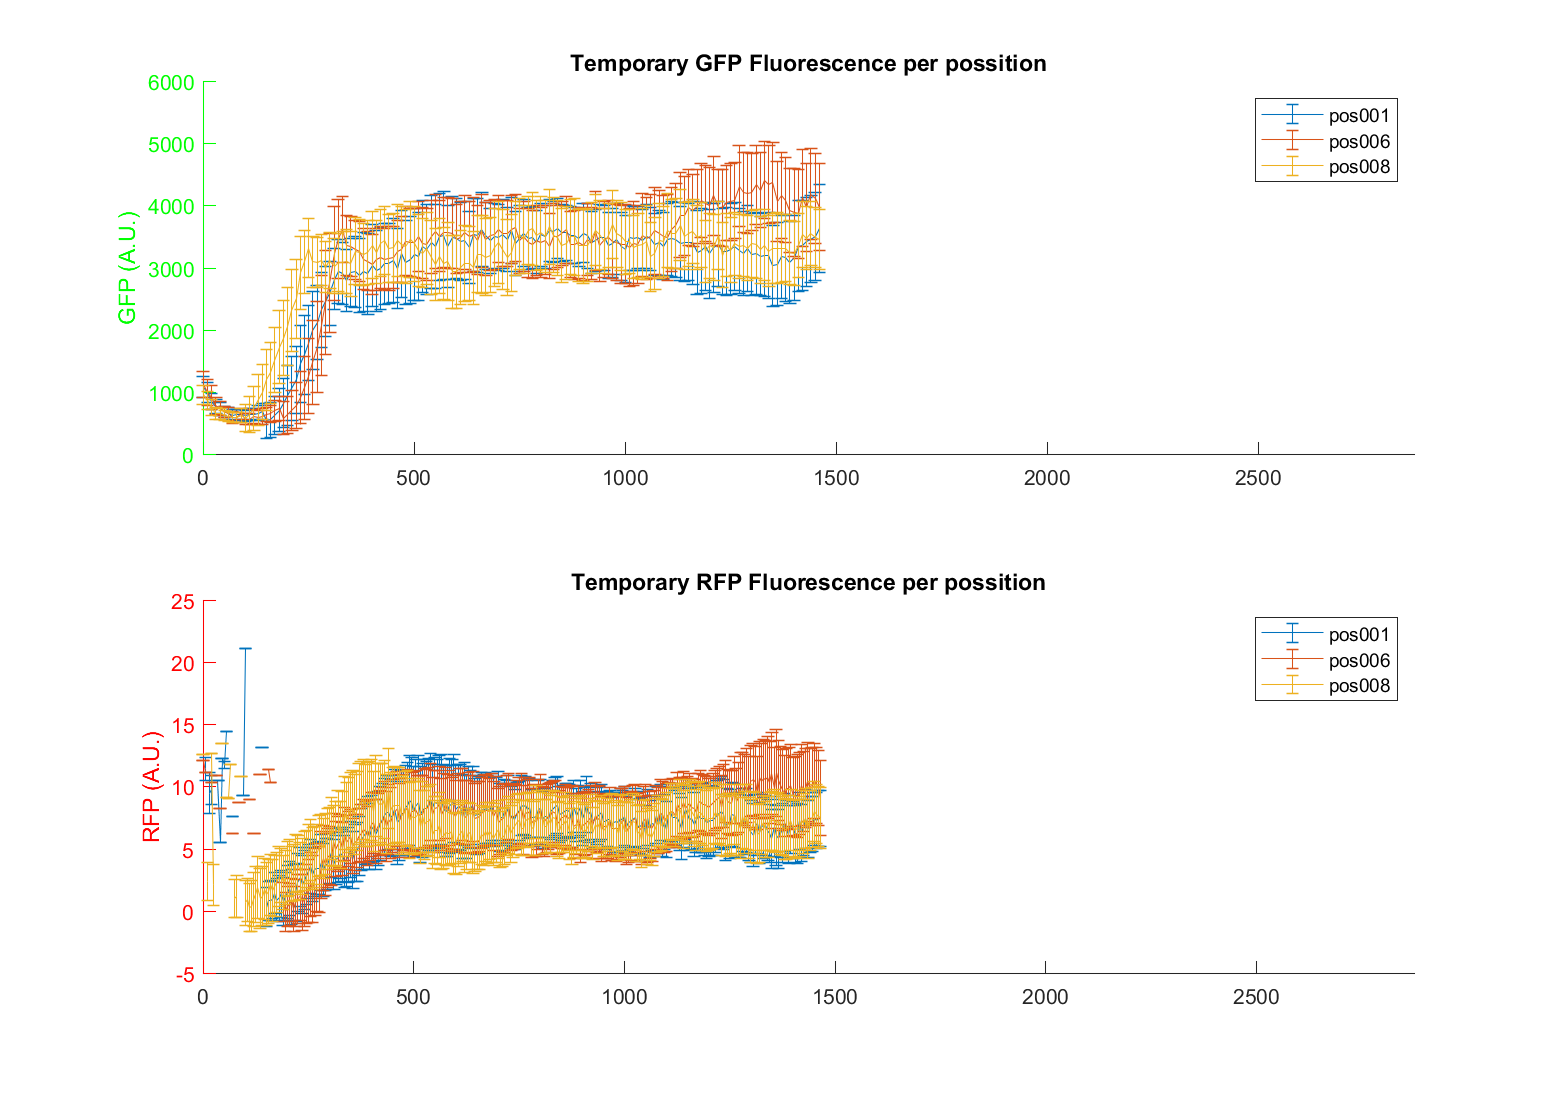 Temporary GFP Fluorescence per possition
6000
5000
4000
3000
2000
1000
0
GFP (A.U.)
0 500 1000 1500 2000 2500
pos001
pos006
pos008
Temporary RFP Fluorescence per possition
25
20
15
10
5
0
-5
RFP (A.U.)
0 500 1000 1500 2000 2500
pos001
pos006
pos008